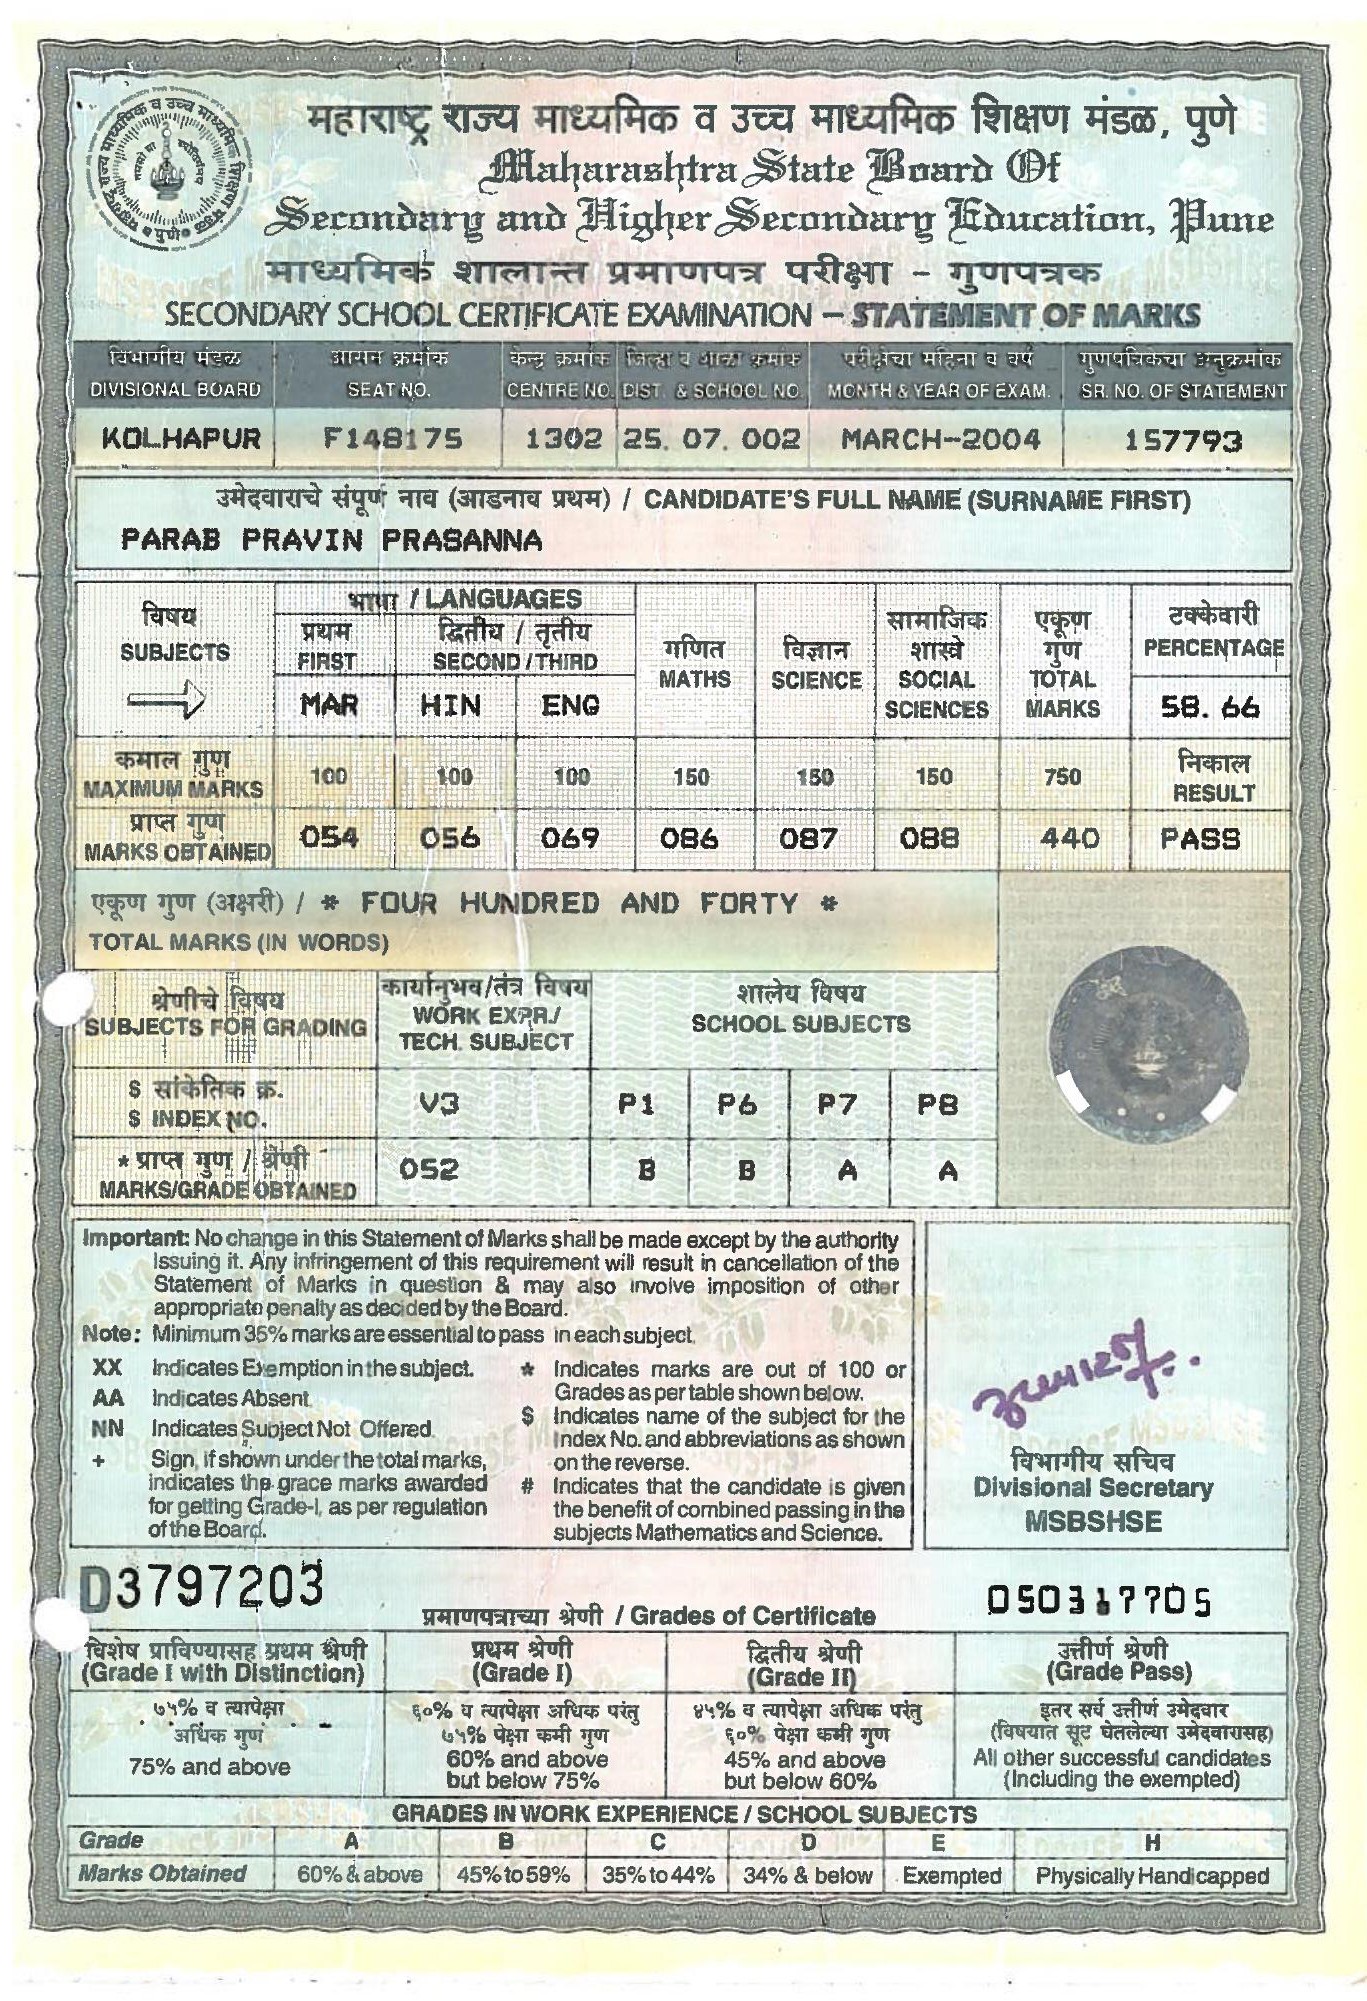 महाराष्ट्र राज्य माध्यमिक व उच्च माध्यमिक शिक्षण मंडळ, पुणे
Maharashtra State Board Of
Secondary and Higher Secondary Education, Pune
माध्यमिक शालान्त प्रमाणपत्र परीक्षा - गुणपत्रक
SECONDARY SCHOOL CERTIFICATE EXAMINATION – STATEMENT OF MARKS
विभागीय मंडळ आसन क्रमांक केन्द्र क्रमांक जिल्हा व शाळा क्रमांक परीक्षेचा महिना व वर्ष गुणपत्रिकेचा अनुक्रमांक
DIVISIONAL BOARD SEAT NO. CENTRE NO. DIST. & SCHOOL NO. MONTH & YEAR OF EXAM. SR. NO. OF STATEMENT
KOLHAPUR F148175 1302 25. 07. 002 MARCH-2004 157793
उमेदवाराचे संपूर्ण नाव (आडनाव प्रथम) / CANDIDATE'S FULL NAME (SURNAME FIRST)
PARAB PRAVIN PRASANNA
विषय
SUBJECTS
भाषा / LANGUAGES
प्रथम
FIRST
द्वितीय / तृतीय
SECOND / THIRD
MAR HIN ENG
गणित
MATHS
विज्ञान
SCIENCE
सामाजिक
शास्त्रे
SOCIAL
SCIENCES
एकूण
गुण
TOTAL
MARKS
टक्केवारी
PERCENTAGE
58. 66
कमाल गुण
MAXIMUM MARKS
100 100 100 150 150 150 750
निकाल
RESULT
प्राप्त गुण
MARKS OBTAINED
054 056 069 086 087 088 440 PASS
एकूण गुण (अक्षरी) / * FOUR HUNDRED AND FORTY *
TOTAL MARKS (IN WORDS)
श्रेणीचे विषय
SUBJECTS FOR GRADING
कार्यानुभव/तंत्र विषय
WORK EXPR./
TECH. SUBJECT
शालेय विषय
SCHOOL SUBJECTS
$ सांकेतिक क्र.
$ INDEX NO.
V3 P1 P6 P7 P8
* प्राप्त गुण / श्रेणी
MARKS/GRADE OBTAINED
052 B B A A
Important: No change in this Statement of Marks shall be made except by the authority
issuing it. Any infringement of this requirement will result in cancellation of the
Statement of Marks in question & may also involve imposition of other
appropriate penalty as decided by the Board.
Note: Minimum 35% marks are essential to pass in each subject.
XX Indicates Exemption in the subject.
AA Indicates Absent
NN Indicates Subject Not Offered.
+ Sign, if shown under the total marks,
indicates the grace marks awarded
for getting Grade-I, as per regulation
of the Board.
* Indicates marks are out of 100 or
Grades as per table shown below.
$ Indicates name of the subject for the
Index No. and abbreviations as shown
on the reverse.
# Indicates that the candidate is given
the benefit of combined passing in the
subjects Mathematics and Science.
विभागीय सचिव
Divisional Secretary
MSBSHSE
D3797203
050317705
प्रमाणपत्राच्या श्रेणी / Grades of Certificate
विशेष प्राविण्यासह प्रथम श्रेणी
(Grade I with Distinction)
प्रथम श्रेणी
(Grade I)
द्वितीय श्रेणी
(Grade II)
उत्तीर्ण श्रेणी
(Grade Pass)
७५% व त्यापेक्षा
अधिक गुण
75% and above
६०% व त्यापेक्षा अधिक परंतु
७५% पेक्षा कमी गुण
60% and above
but below 75%
४५% व त्यापेक्षा अधिक परंतु
६०% पेक्षा कमी गुण
45% and above
but below 60%
इतर सर्व उत्तीर्ण उमेदवार
(विषयात सूट घेतलेल्या उमेदवारासह)
All other successful candidates
(Including the exempted)
GRADES IN WORK EXPERIENCE / SCHOOL SUBJECTS
Grade A B C D E H
Marks Obtained 60% & above 45% to 59% 35% to 44% 34% & below Exempted Physically Handicapped